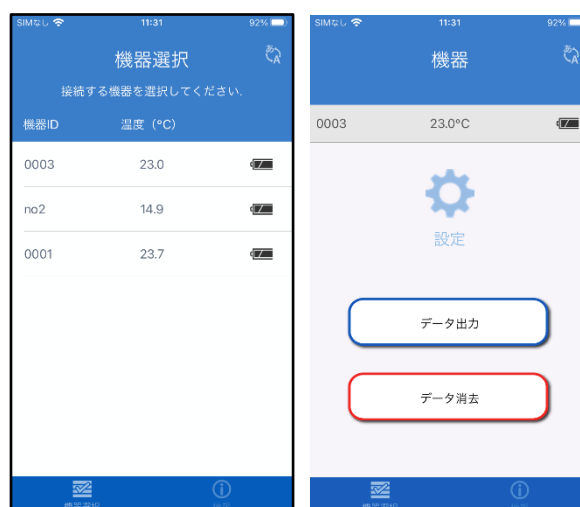 SIMなし 11:31 92%
機器選択
接続する機器を選択してください.
機器ID 温度（°C）
0003 23.0
no2 14.9
0001 23.7
SIMなし 11:31 92%
機器
0003 23.0°C
設定
データ出力
データ消去